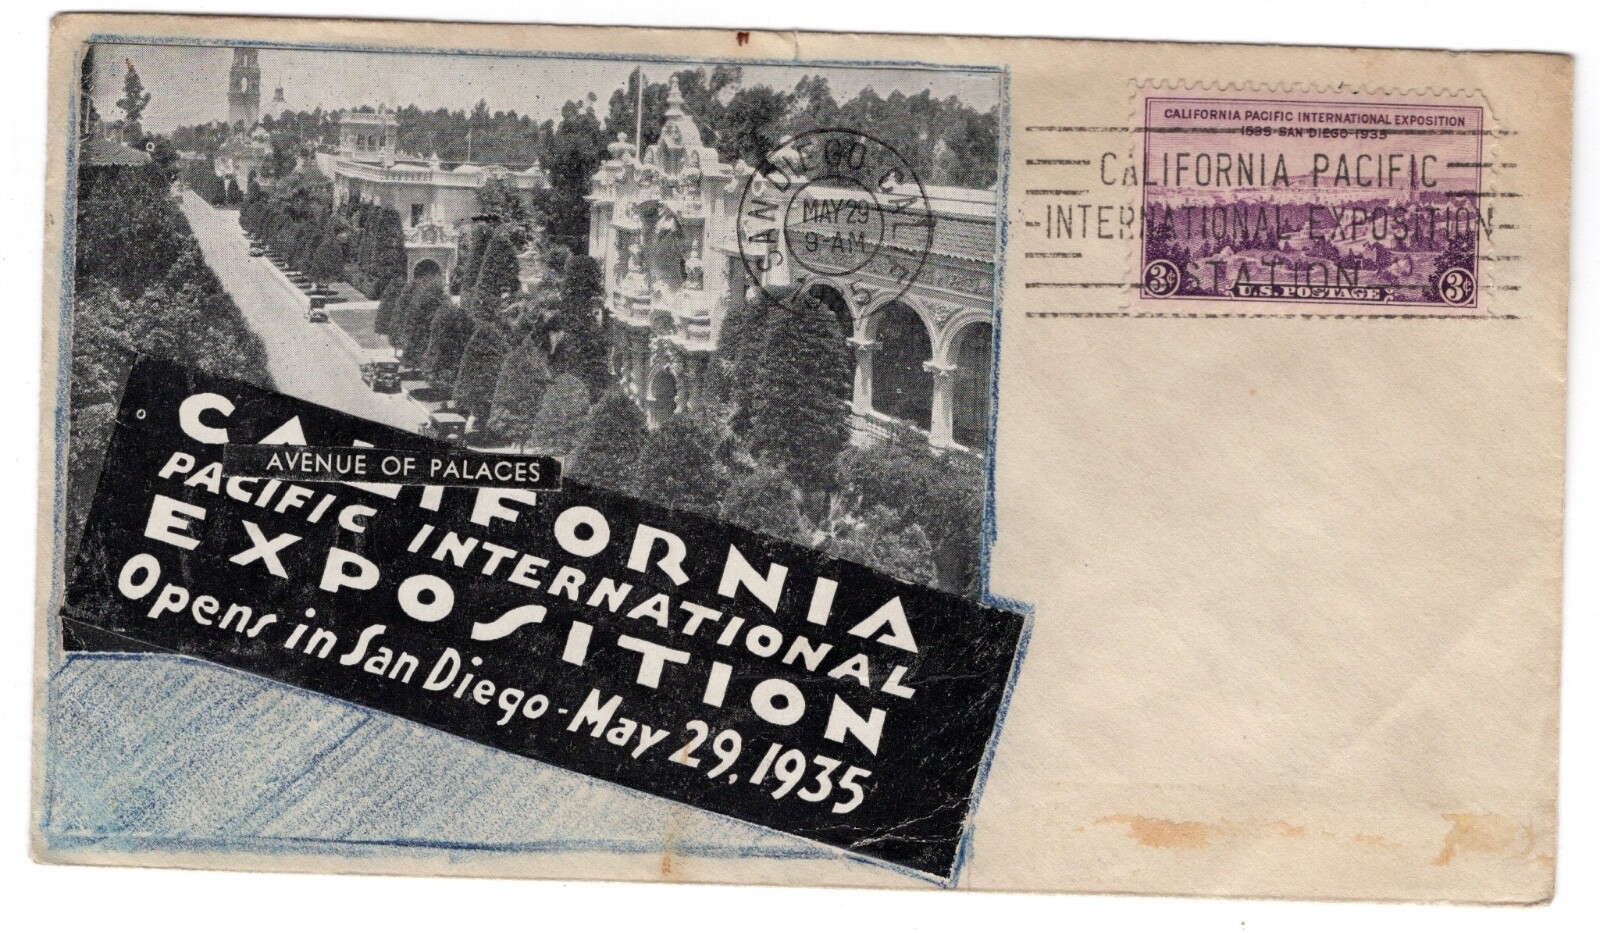 CALIFORNIA
AVENUE OF PALACES
PACIFIC INTERNATIONAL
EXPOSITION
Opens in San Diego - May 29, 1935
SAN DIEGO, CAL
MAY 29
9-AM
1935
CALIFORNIA PACIFIC
INTERNATIONAL EXPOSITION
STATION
CALIFORNIA PACIFIC INTERNATIONAL EXPOSITION
1535-SAN DIEGO-1935
3¢
U.S. POSTAGE
3¢